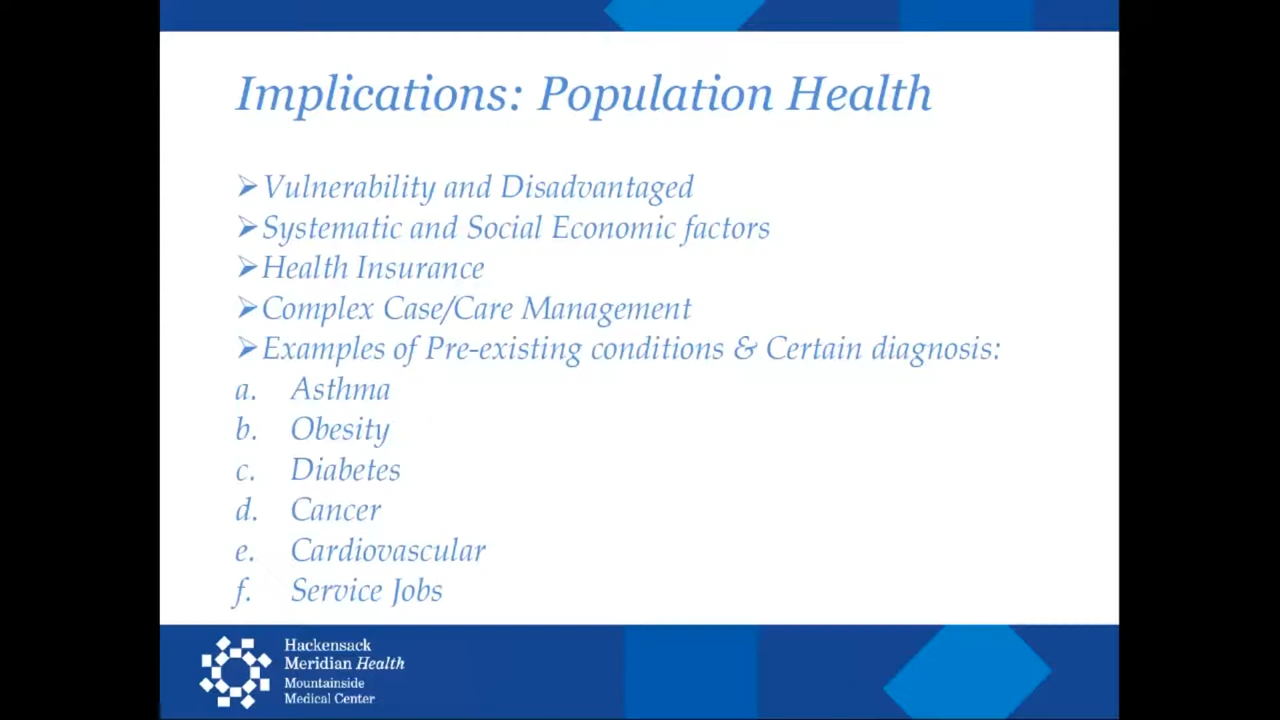 Implications: Population Health
➢Vulnerability and Disadvantaged
➢Systematic and Social Economic factors
➢Health Insurance
➢Complex Case/Care Management
➢Examples of Pre-existing conditions & Certain diagnosis:
a. Asthma
b. Obesity
c. Diabetes
d. Cancer
e. Cardiovascular
f. Service Jobs
Hackensack
Meridian Health
Mountainside
Medical Center